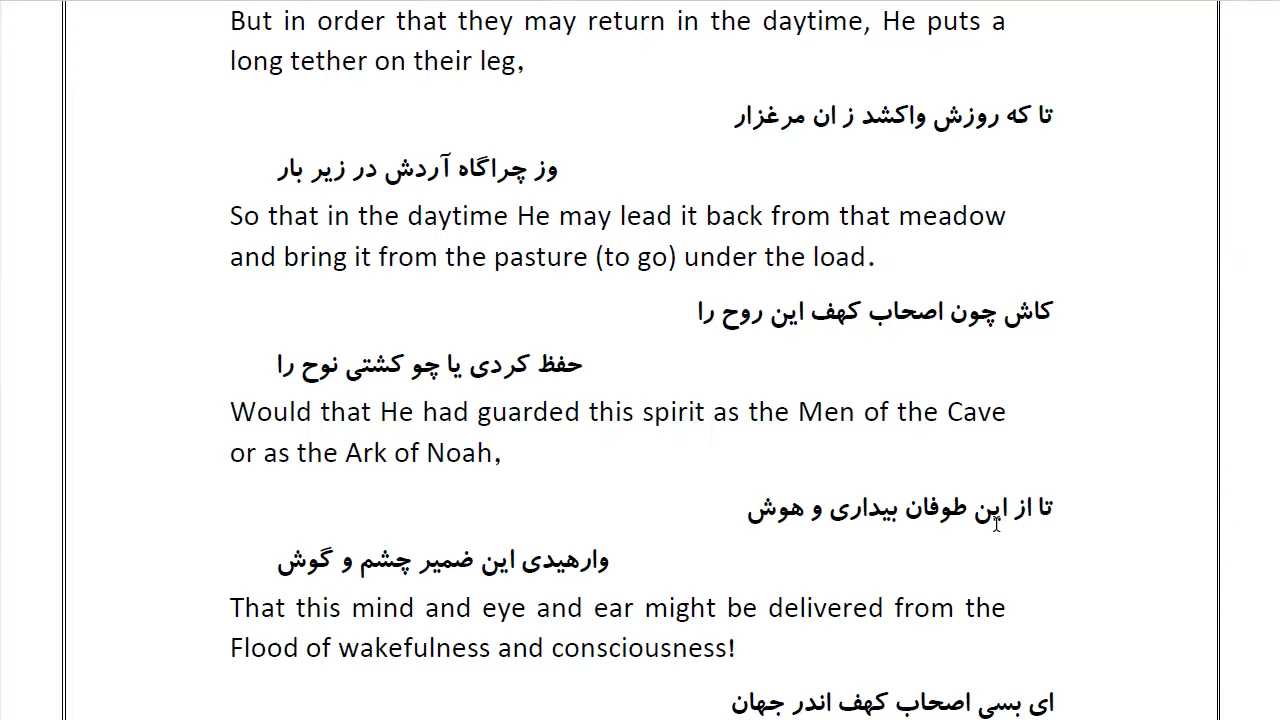 But in order that they may return in the daytime, He puts a
long tether on their leg,
تا که روزش واکشد ز ان مرغزار
وز چراگاه آردش در زیر بار
So that in the daytime He may lead it back from that meadow
and bring it from the pasture (to go) under the load.
کاش چون اصحاب کهف این روح را
حفظ کردی یا چو کشتی نوح را
Would that He had guarded this spirit as the Men of the Cave
or as the Ark of Noah,
تا از این طوفان بیداری و هوش
وارهیدی این ضمیر چشم و گوش
That this mind and eye and ear might be delivered from the
Flood of wakefulness and consciousness!
ای بسی اصحاب کهف اندر جهان